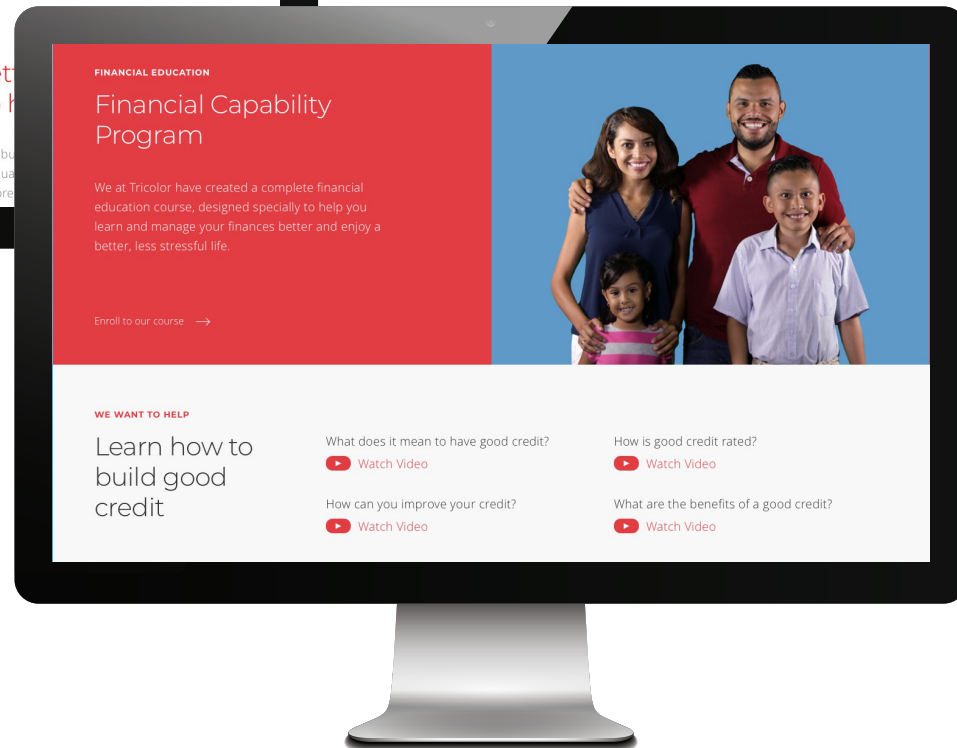 FINANCIAL EDUCATION
Financial Capability
Program
We at Tricolor have created a complete financial
education course, designed specially to help you
learn and manage your finances better and enjoy a
better, less stressful life.
Enroll to our course
WE WANT TO HELP
Learn how to
build good
credit
What does it mean to have good credit?
Watch Video
How can you improve your credit?
Watch Video
How is good credit rated?
Watch Video
What are the benefits of a good credit?
Watch Video